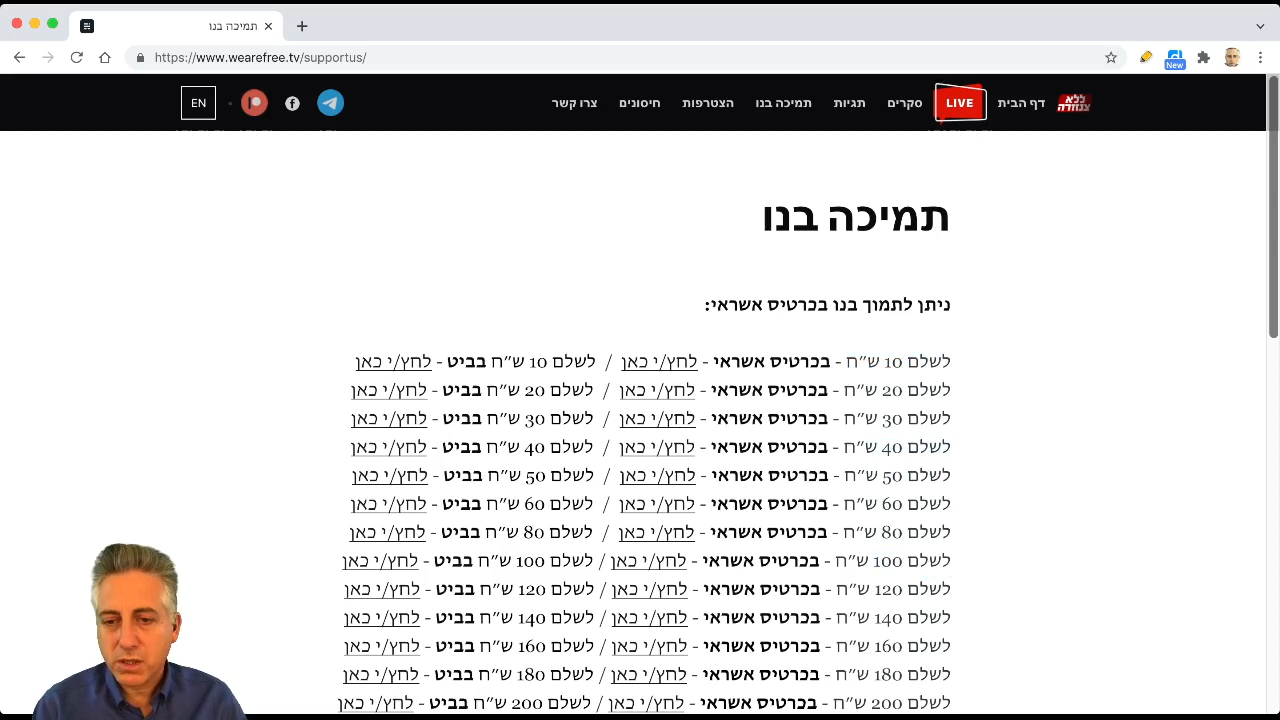 תמיכה בנו
https://www.wearefree.tv/supportus/
New
דף הבית LIVE סקרים תגיות תמיכה בנו הצטרפות חיסונים צרו קשר EN
ללא צנזורה
תמיכה בנו
ניתן לתמוך בנו בכרטיס אשראי:
לשלם 10 ש״ח - בכרטיס אשראי - לחץ/י כאן / לשלם 10 ש״ח בביט - לחץ/י כאן
לשלם 20 ש״ח - בכרטיס אשראי - לחץ/י כאן / לשלם 20 ש״ח בביט - לחץ/י כאן
לשלם 30 ש״ח - בכרטיס אשראי - לחץ/י כאן / לשלם 30 ש״ח בביט - לחץ/י כאן
לשלם 40 ש״ח - בכרטיס אשראי - לחץ/י כאן / לשלם 40 ש״ח בביט - לחץ/י כאן
לשלם 50 ש״ח - בכרטיס אשראי - לחץ/י כאן / לשלם 50 ש״ח בביט - לחץ/י כאן
לשלם 60 ש״ח - בכרטיס אשראי - לחץ/י כאן / לשלם 60 ש״ח בביט - לחץ/י כאן
לשלם 80 ש״ח - בכרטיס אשראי - לחץ/י כאן / לשלם 80 ש״ח בביט - לחץ/י כאן
לשלם 100 ש״ח - בכרטיס אשראי - לחץ/י כאן / לשלם 100 ש״ח בביט - לחץ/י כאן
לשלם 120 ש״ח - בכרטיס אשראי - לחץ/י כאן / לשלם 120 ש״ח בביט - לחץ/י כאן
לשלם 140 ש״ח - בכרטיס אשראי - לחץ/י כאן / לשלם 140 ש״ח בביט - לחץ/י כאן
לשלם 160 ש״ח - בכרטיס אשראי - לחץ/י כאן / לשלם 160 ש״ח בביט - לחץ/י כאן
לשלם 180 ש״ח - בכרטיס אשראי - לחץ/י כאן / לשלם 180 ש״ח בביט - לחץ/י כאן
לשלם 200 ש״ח - בכרטיס אשראי - לחץ/י כאן / לשלם 200 ש״ח בביט - לחץ/י כאן